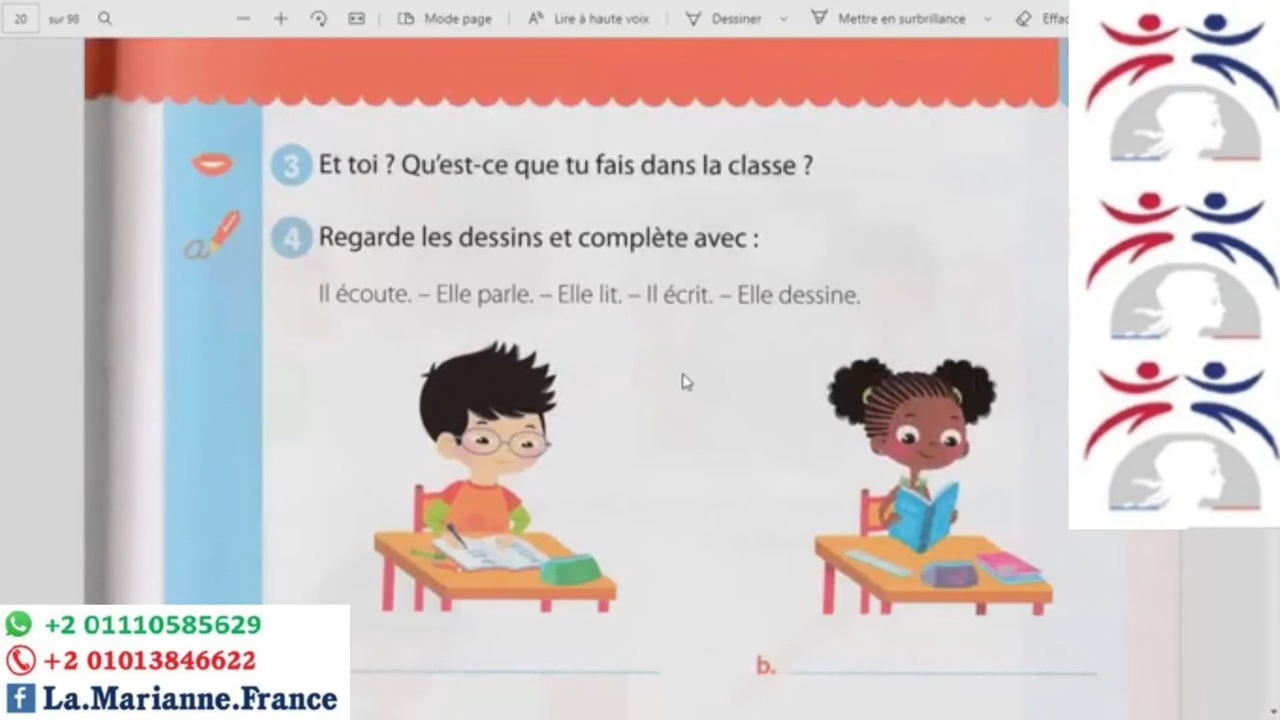 20 sur 98 Mode page Lire à haute voix Dessiner Mettre en surbrillance Effa
3 Et toi ? Qu'est-ce que tu fais dans la classe ?
4 Regarde les dessins et complète avec :
Il écoute. – Elle parle. – Elle lit. – Il écrit. – Elle dessine.
b.
+2 01110585629
+2 01013846622
La.Marianne.France